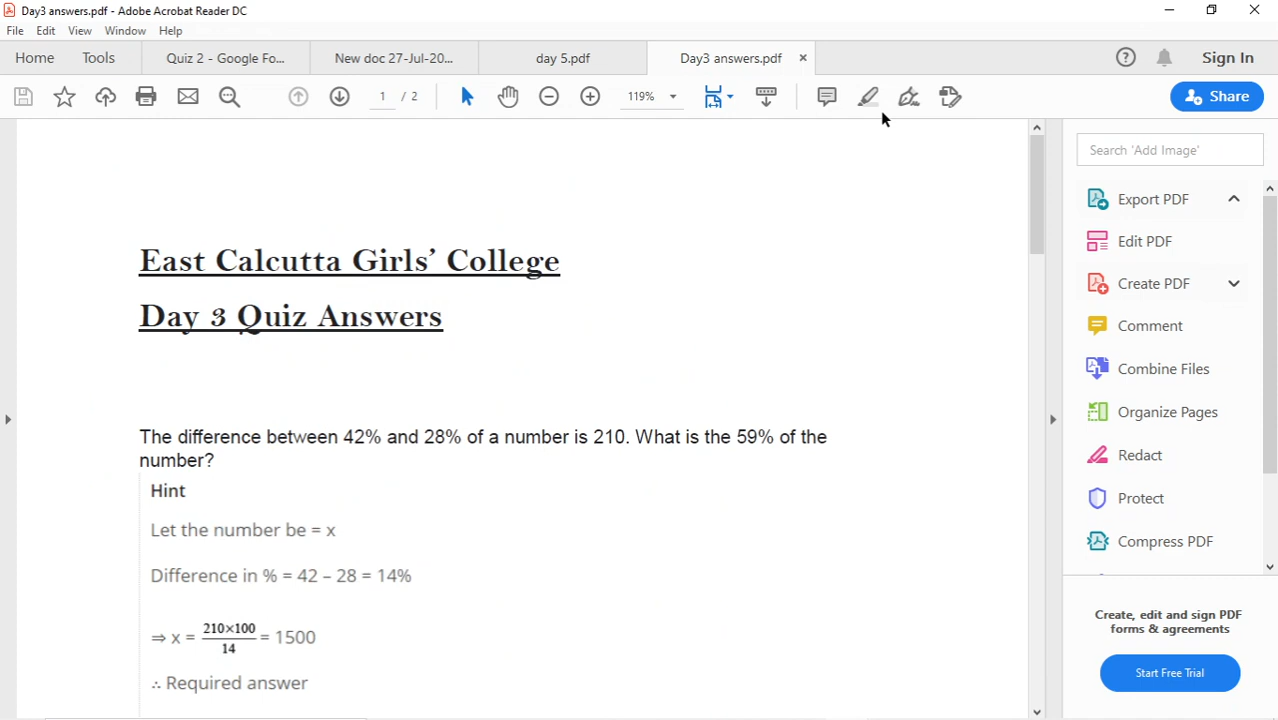 Day3 answers.pdf - Adobe Acrobat Reader DC
File Edit View Window Help
Home Tools Quiz 2 - Google Fo... New doc 27-Jul-20... day 5.pdf Day3 answers.pdf × Sign In
1 / 2 119% Share
Search 'Add Image'
Export PDF
Edit PDF
Create PDF
Comment
Combine Files
Organize Pages
Redact
Protect
Compress PDF
Create, edit and sign PDF
forms & agreements
Start Free Trial
East Calcutta Girls’ College
Day 3 Quiz Answers
The difference between 42% and 28% of a number is 210. What is the 59% of the
number?
Hint
Let the number be = x
Difference in % = 42 – 28 = 14%
⇒ x = 210×100/14 = 1500
∴ Required answer